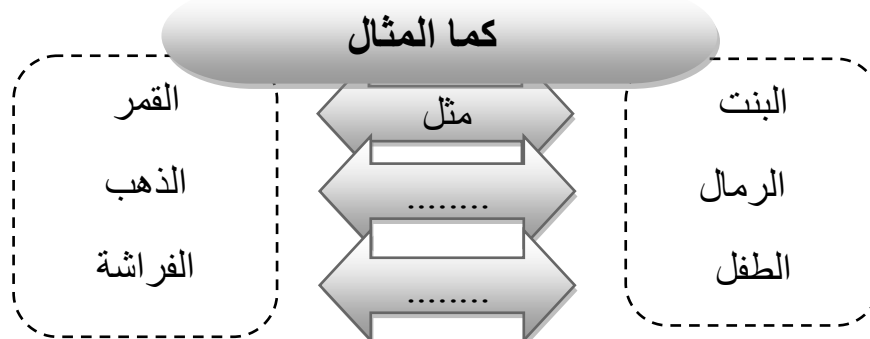 كما المثال
البنت مثل القمر
الرمال ........ الذهب
الطفل ........ الفراشة